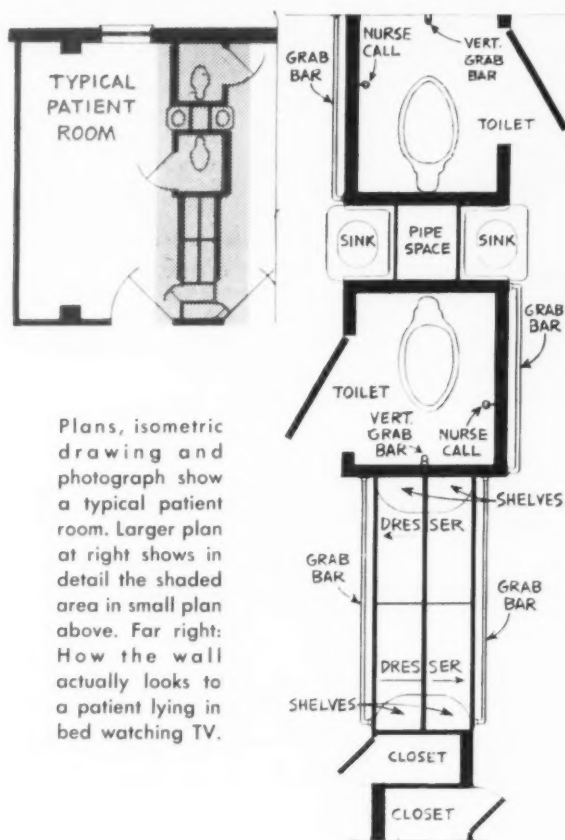 TYPICAL
PATIENT
ROOM
GRAB
BAR
NURSE
CALL
VERT.
GRAB
BAR
TOILET
SINK
PIPE
SPACE
SINK
GRAB
BAR
TOILET
VERT.
GRAB
BAR
NURSE
CALL
SHELVES
DRESSER
GRAB
BAR
GRAB
BAR
DRESSER
SHELVES
CLOSET
CLOSET
Plans, isometric
drawing and
photograph show
a typical patient
room. Larger plan
at right shows in
detail the shaded
area in small plan
above. Far right:
How the wall
actually looks to
a patient lying in
bed watching TV.